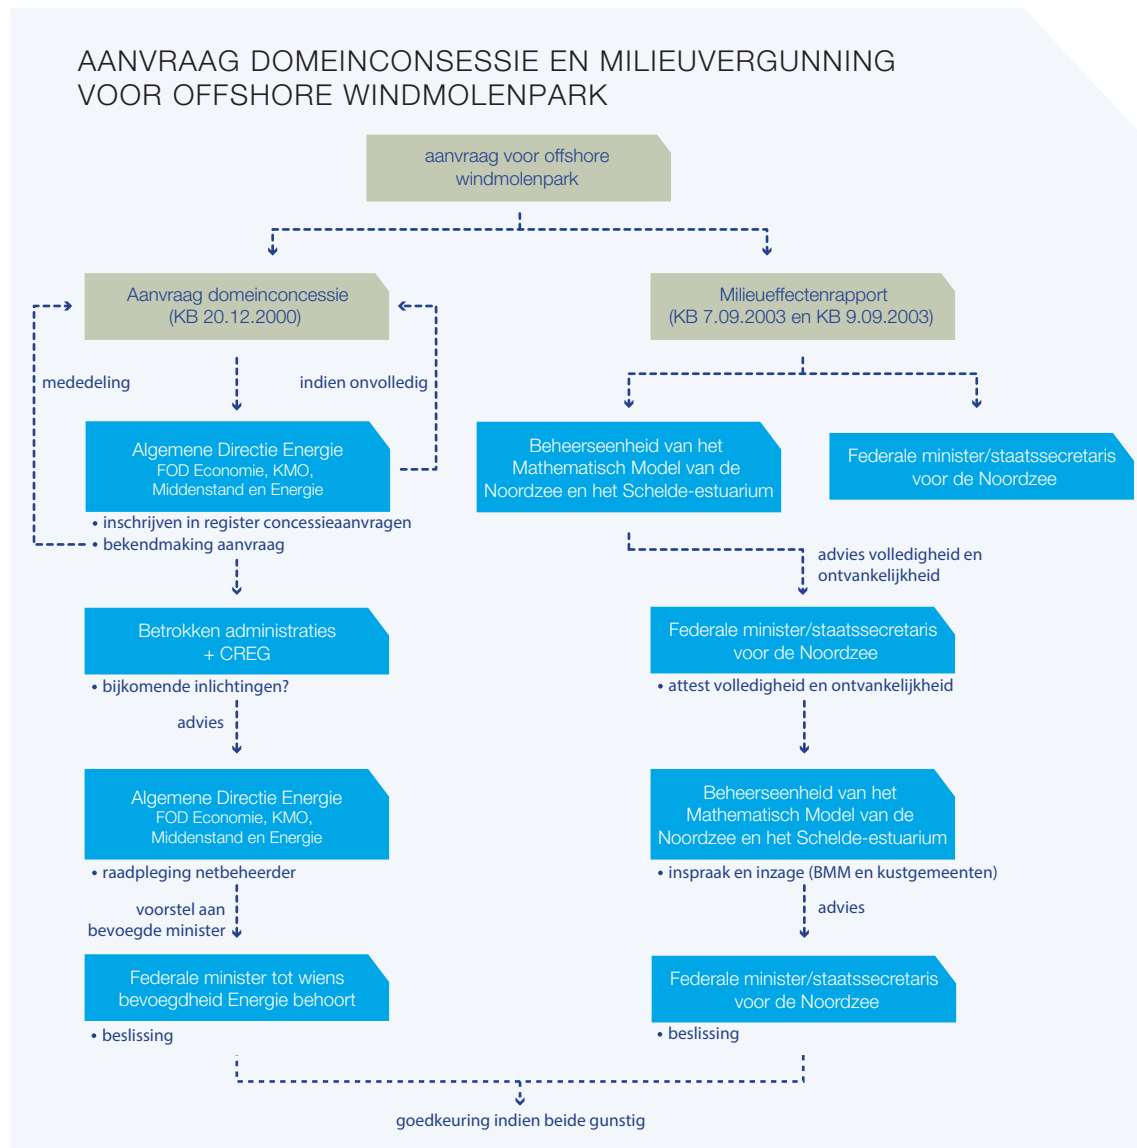 AANVRAAG DOMEINCONSESSIE EN MILIEUVERGUNNING
VOOR OFFSHORE WINDMOLENPARK
aanvraag voor offshore
windmolenpark
Aanvraag domeinconcessie
(KB 20.12.2000)
mededeling
indien onvolledig
Algemene Directie Energie
FOD Economie, KMO,
Middenstand en Energie
• inschrijven in register concessieaanvragen
• bekendmaking aanvraag
Betrokken administraties
+ CREG
• bijkomende inlichtingen?
advies
Algemene Directie Energie
FOD Economie, KMO,
Middenstand en Energie
• raadpleging netbeheerder
voorstel aan
bevoegde minister
Federale minister tot wiens
bevoegdheid Energie behoort
• beslissing
Milieueffectenrapport
(KB 7.09.2003 en KB 9.09.2003)
Beheerseenheid van het
Mathematisch Model van de
Noordzee en het Schelde-estuarium
Federale minister/staatssecretaris
voor de Noordzee
advies volledigheid en
ontvankelijkheid
Federale minister/staatssecretaris
voor de Noordzee
• attest volledigheid en ontvankelijkheid
Beheerseenheid van het
Mathematisch Model van de
Noordzee en het Schelde-estuarium
• inspraak en inzage (BMM en kustgemeenten)
advies
Federale minister/staatssecretaris
voor de Noordzee
• beslissing
goedkeuring indien beide gunstig